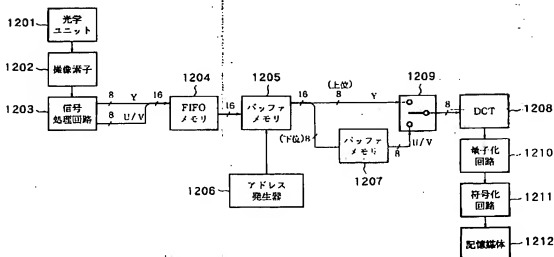 1201
光学
ユニット
1202
撮像素子
1203
信号
処理回路
8 Y
8 U/V
16
1204
FIFO
メモリ
16
1205
バッファ
メモリ
16
(上位)
8 Y
(下位)8
バッファ
メモリ
1207
8
U/V
1209
8
DCT
1208
1206
アドレス
発生器
量子化
回路
1210
符号化
回路
1211
記憶媒体
1212